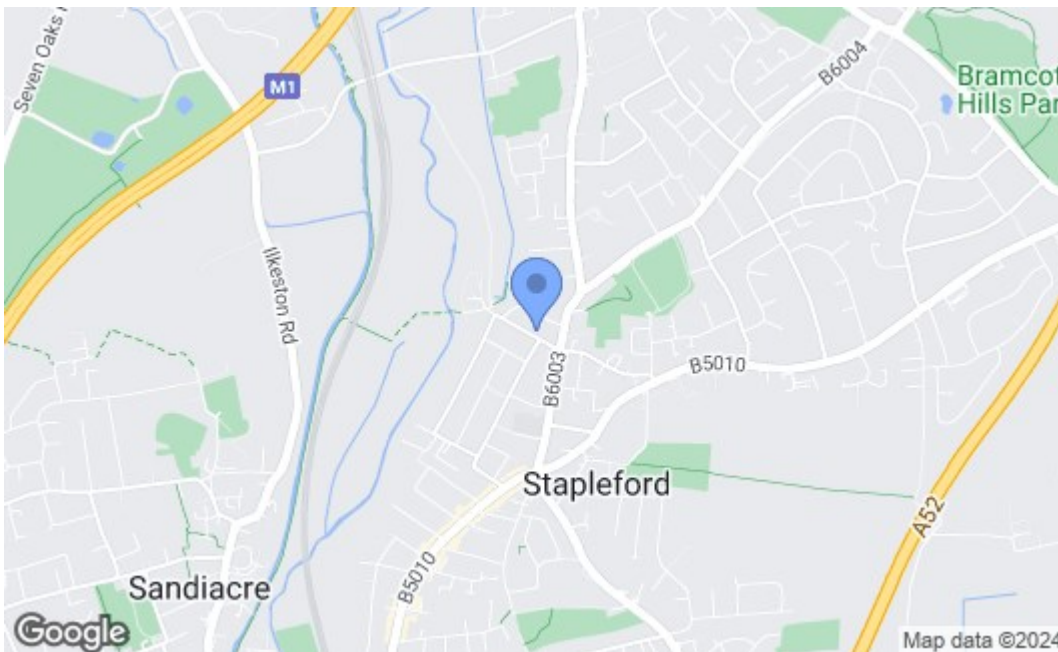 Seven Oaks
M1
B6004
Bramcot
Hills Par
Ilkeston Rd
B6003
B5010
Stapleford
A52
B5010
Sandiacre
Google
Map data ©2024